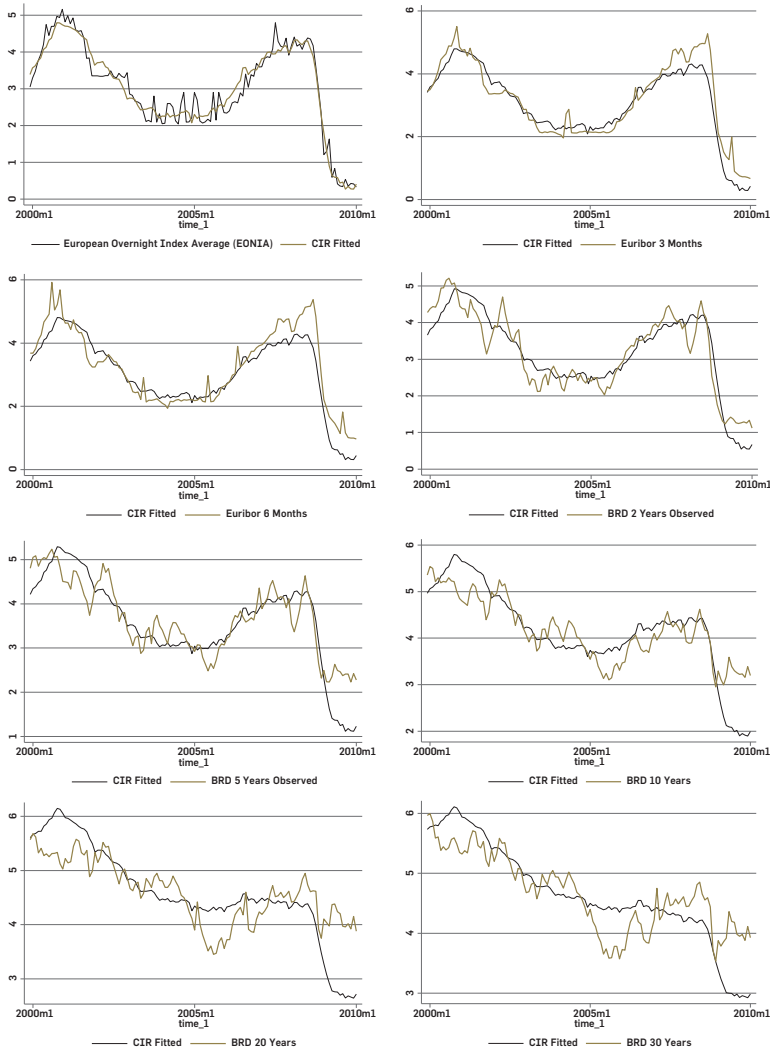 5
4
3
2
1
0
2000m1 2005m1 2010m1
time_1
European Overnight Index Average (EONIA) CIR Fitted
6
4
2
0
2000m1 2005m1 2010m1
time_1
CIR Fitted Euribor 3 Months
6
4
2
0
2000m1 2005m1 2010m1
time_1
CIR Fitted Euribor 6 Months
5
4
3
2
1
0
2000m1 2005m1 2010m1
time_1
CIR Fitted BRD 2 Years Observed
5
4
3
2
1
2000m1 2005m1 2010m1
time_1
CIR Fitted BRD 5 Years Observed
6
5
4
3
2
2000m1 2005m1 2010m1
time_1
CIR Fitted BRD 10 Years
6
5
4
3
2000m1 2005m1 2010m1
time_1
CIR Fitted BRD 20 Years
6
5
4
3
2000m1 2005m1 2010m1
time_1
CIR Fitted BRD 30 Years